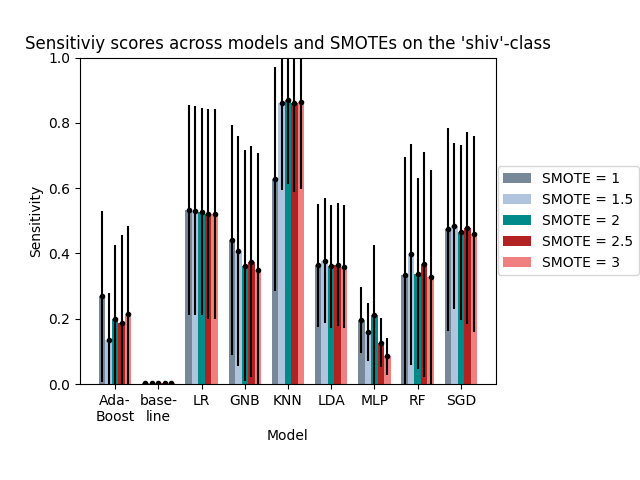 Sensitiviy scores across models and SMOTEs on the 'shiv'-class
1.0
0.8
0.6
0.4
0.2
0.0
Sensitivity
Ada-
Boost
base-
line
LR
GNB
KNN
LDA
MLP
RF
SGD
Model
SMOTE = 1
SMOTE = 1.5
SMOTE = 2
SMOTE = 2.5
SMOTE = 3